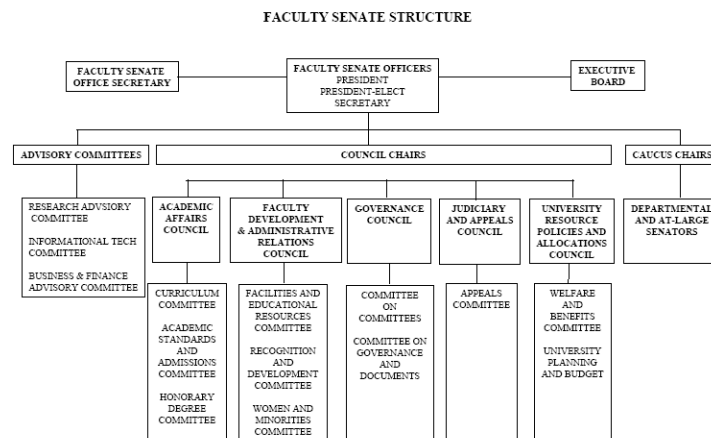 FACULTY SENATE STRUCTURE
FACULTY SENATE
OFFICE SECRETARY
FACULTY SENATE OFFICERS
PRESIDENT
PRESIDENT-ELECT
SECRETARY
EXECUTIVE
BOARD
ADVISORY COMMITTEES
COUNCIL CHAIRS
CAUCUS CHAIRS
RESEARCH ADVSIORY
COMMITTEE
INFORMATIONAL TECH
COMMITTEE
BUSINESS & FINANCE
ADVISORY COMMITTEE
ACADEMIC
AFFAIRS
COUNCIL
FACULTY
DEVELOPMENT
& ADMINISTRATIVE
RELATIONS
COUNCIL
GOVERNANCE
COUNCIL
JUDICIARY
AND APPEALS
COUNCIL
UNIVERSITY
RESOURCE
POLICIES AND
ALLOCATIONS
COUNCIL
DEPARTMENTAL
AND AT-LARGE
SENATORS
CURRICULUM
COMMITTEE
ACADEMIC
STANDARDS
AND
ADMISSIONS
COMMITTEE
HONORARY
DEGREE
COMMITTEE
FACILITIES AND
EDUCATIONAL
RESOURCES
COMMITTEE
RECOGNITION
AND
DEVELOPMENT
COMMITTEE
WOMEN AND
MINORITIES
COMMITTEE
COMMITTEE
ON
COMMITTEES
COMMITTEE ON
GOVERNANCE
AND
DOCUMENTS
APPEALS
COMMITTEE
WELFARE
AND
BENEFITS
COMMITTEE
UNIVERSITY
PLANNING
AND BUDGET